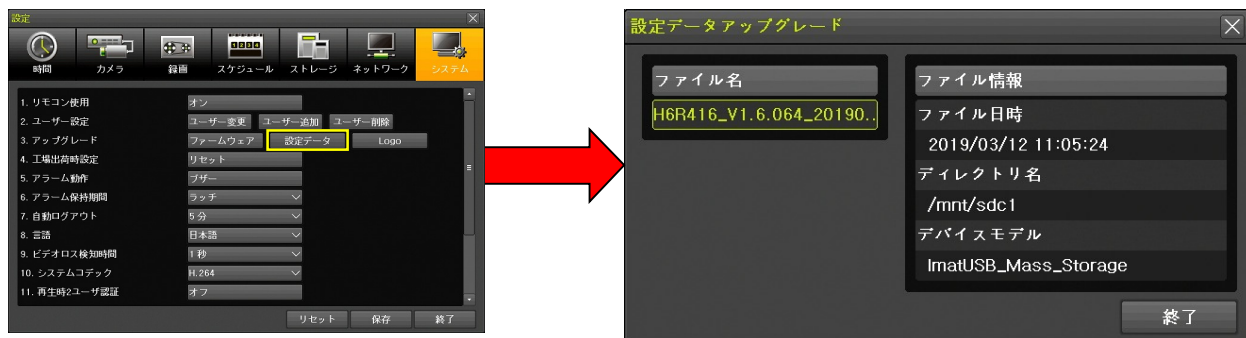 設定
時間 カメラ 録画 スケジュール ストレージ ネットワーク システム
1. リモコン使用 オン
2. ユーザー設定 ユーザー変更 ユーザー追加 ユーザー削除
3. アップグレード ファームウェア 設定データ Logo
4. 工場出荷時設定 リセット
5. アラーム動作 ブザー
6. アラーム保持期間 ラッチ
7. 自動ログアウト 5 分
8. 言語 日本語
9. ビデオロス検知時間 1 秒
10. システムコデック H.264
11. 再生時2ユーザ認証 オフ
リセット 保存 終了
設定データアップグレード
ファイル名
H6R416_V1.6.064_20190..
ファイル情報
ファイル日時
2019/03/12 11:05:24
ディレクトリ名
/mnt/sdc1
デバイスモデル
ImatUSB_Mass_Storage
終了